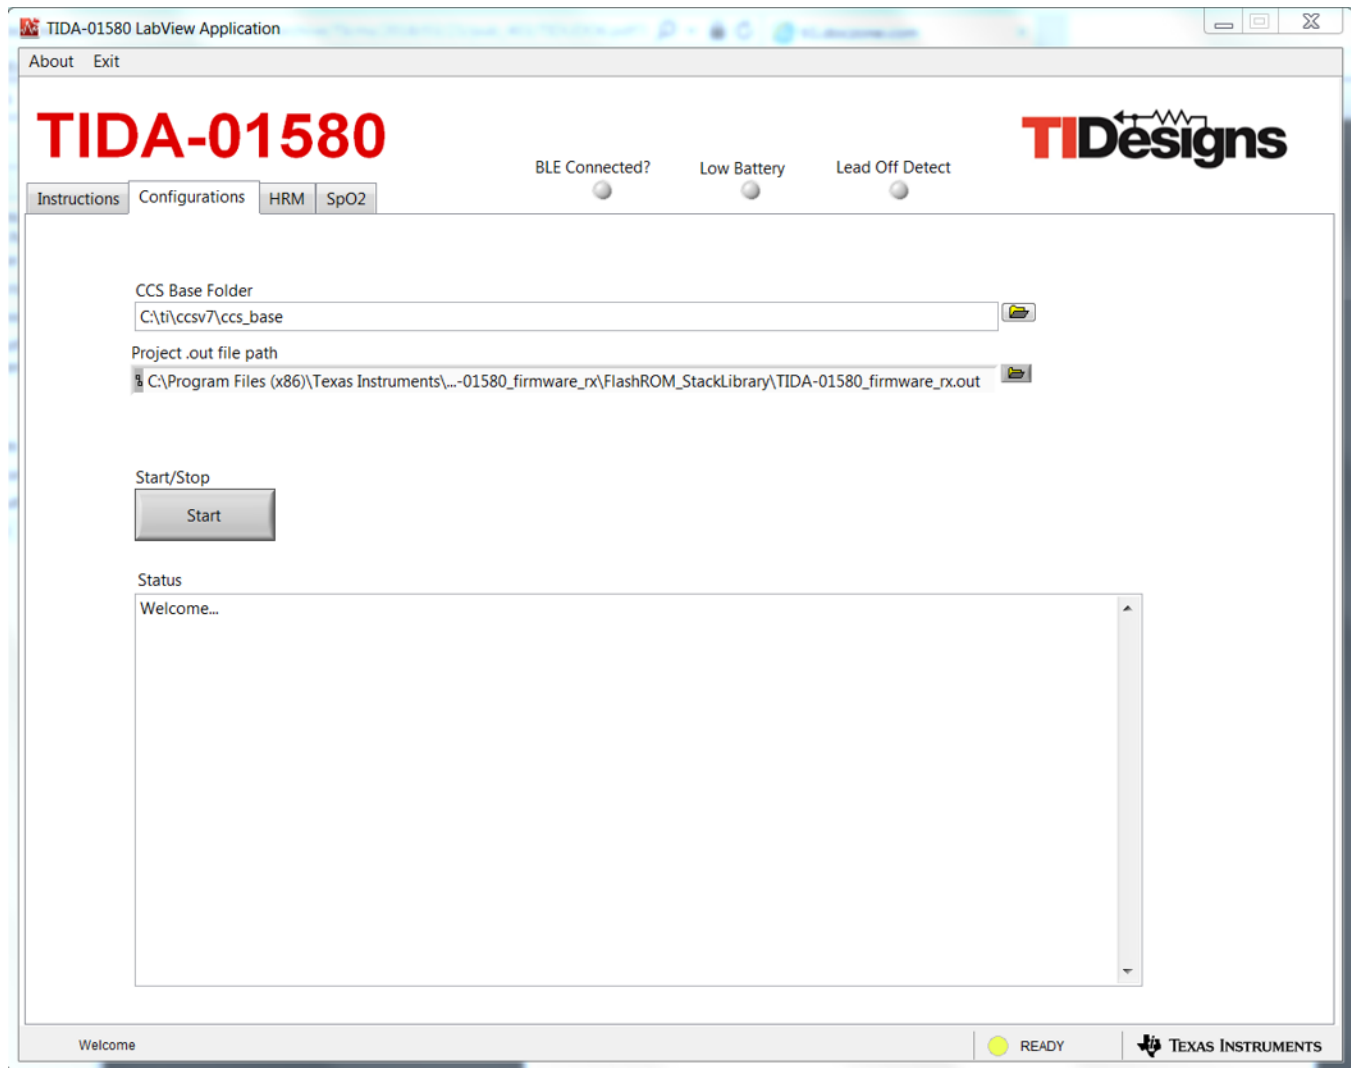 TIDA-01580 LabView Application
About Exit
TIDA-01580
TIDesigns
BLE Connected? Low Battery Lead Off Detect
Instructions Configurations HRM SpO2
CCS Base Folder
C:\ti\ccsv7\ccs_base
Project .out file path
C:\Program Files (x86)\Texas Instruments\...-01580_firmware_rx\FlashROM_StackLibrary\TIDA-01580_firmware_rx.out
Start/Stop
Start
Status
Welcome...
Welcome READY TEXAS INSTRUMENTS